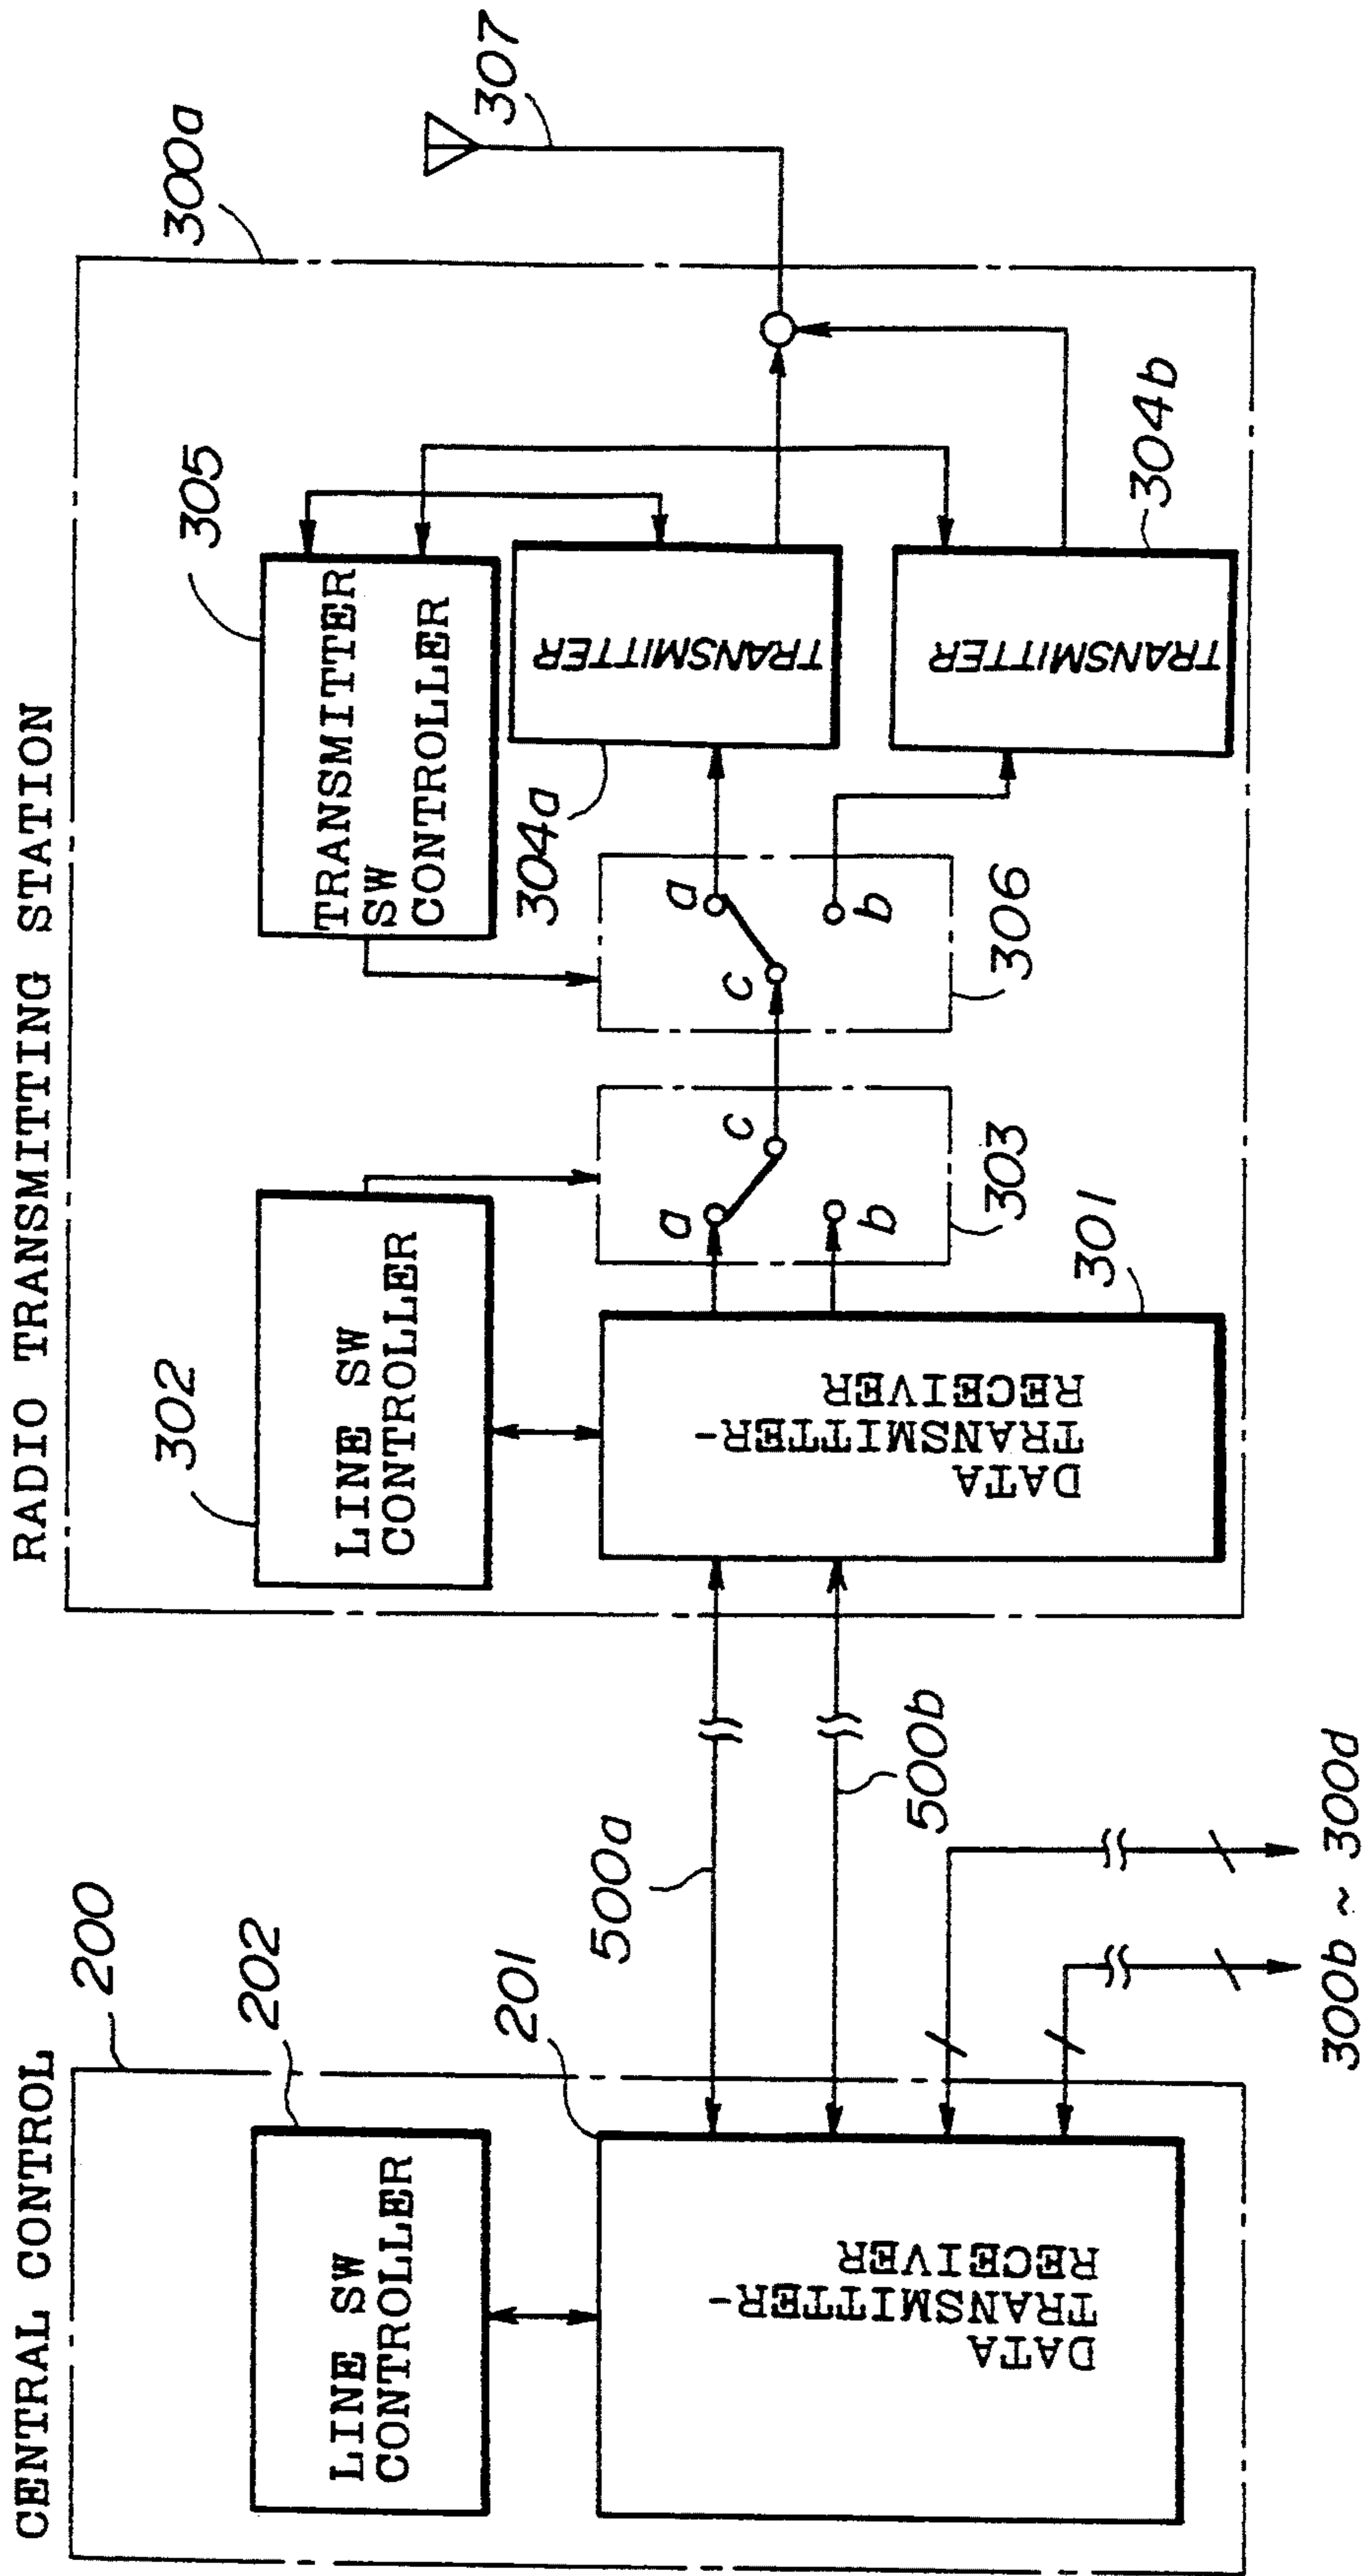 CENTRAL CONTROL
200
202
LINE SW
CONTROLLER
201
DATA
TRANSMITTER-
RECEIVER
500a
500b
300b ~ 300d
RADIO TRANSMITTING STATION
300a
302
LINE SW
CONTROLLER
301
DATA
TRANSMITTER-
RECEIVER
a
b
c
303
305
TRANSMITTER
SW
CONTROLLER
c
a
b
306
304a
TRANSMITTER
304b
TRANSMITTER
307